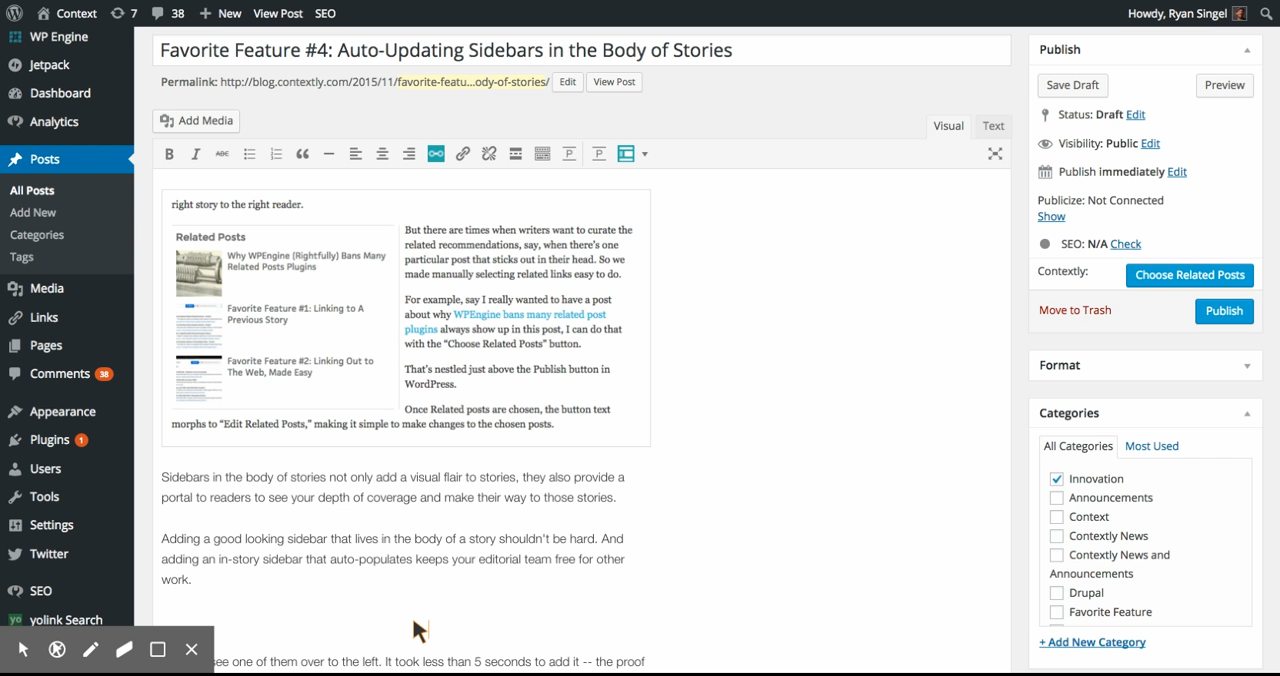 Context 7 38 New View Post SEO Howdy, Ryan Singel
WP Engine
Jetpack
Dashboard
Analytics
Posts
All Posts
Add New
Categories
Tags
Media
Links
Pages
Comments 38
Appearance
Plugins 1
Users
Tools
Settings
Twitter
SEO
yo yolink Search
Favorite Feature #4: Auto-Updating Sidebars in the Body of Stories
Permalink: http://blog.contextly.com/2015/11/favorite-featu...ody-of-stories/ Edit View Post
Add Media
Visual Text
B I ABC
P P
right story to the right reader.
Related Posts
Why WPEngine (Rightfully) Bans Many
Related Posts Plugins
Favorite Feature #1: Linking to A
Previous Story
Favorite Feature #2: Linking Out to
The Web, Made Easy
But there are times when writers want to curate the
related recommendations, say, when there's one
particular post that sticks out in their head. So we
made manually selecting related links easy to do.
For example, say I really wanted to have a post
about why WPEngine bans many related post
plugins always show up in this post, I can do that
with the “Choose Related Posts” button.
That's nestled just above the Publish button in
WordPress.
Once Related posts are chosen, the button text
morphs to “Edit Related Posts,” making it simple to make changes to the chosen posts.
Sidebars in the body of stories not only add a visual flair to stories, they also provide a
portal to readers to see your depth of coverage and make their way to those stories.
Adding a good looking sidebar that lives in the body of a story shouldn't be hard. And
adding an in-story sidebar that auto-populates keeps your editorial team free for other
work.
see one of them over to the left. It took less than 5 seconds to add it -- the proof
Publish
Save Draft Preview
Status: Draft Edit
Visibility: Public Edit
Publish immediately Edit
Publicize: Not Connected
Show
SEO: N/A Check
Contextly: Choose Related Posts
Move to Trash Publish
Format
Categories
All Categories Most Used
Innovation
Announcements
Context
Contextly News
Contextly News and
Announcements
Drupal
Favorite Feature
+ Add New Category